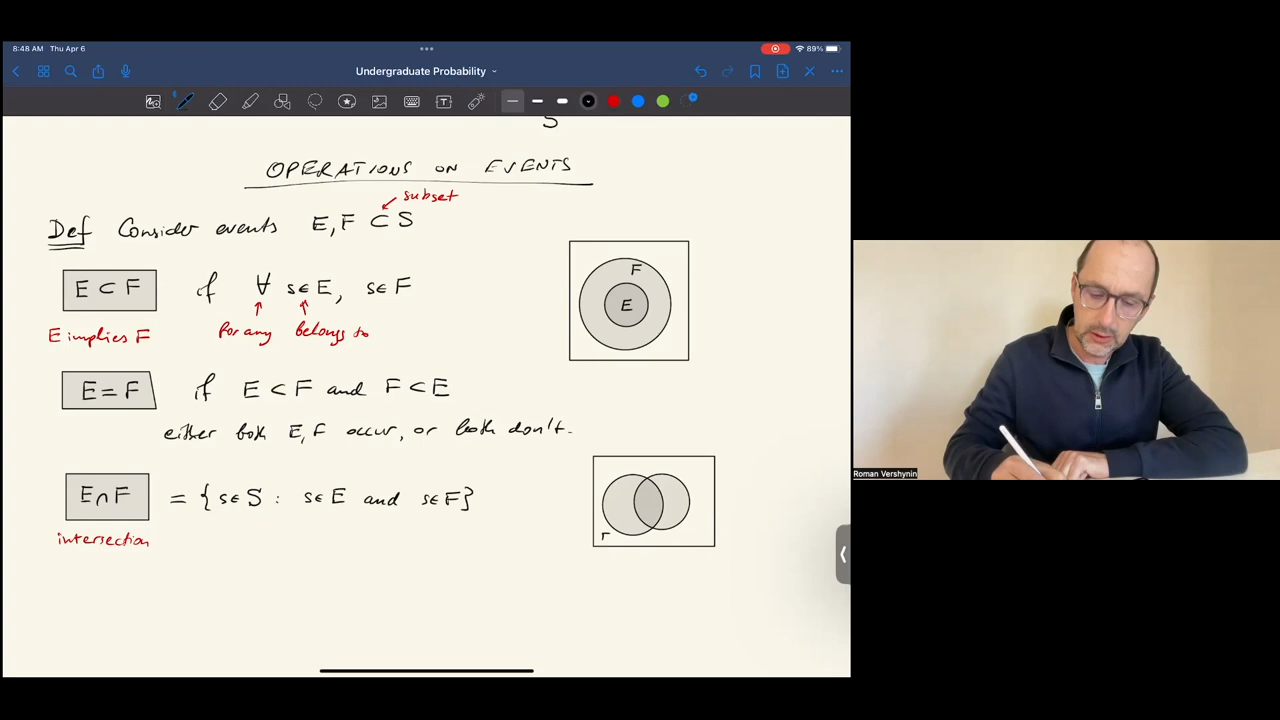 8:48 AM Thu Apr 6
89%
Undergraduate Probability
S
OPERATIONS ON EVENTS
subset
Def Consider events E, F ⊂ S
E ⊂ F if ∀ s∈E, s∈F
E implies F for any belongs to
E = F if E ⊂ F and F ⊂ E
either both E, F occur, or both don't.
E∩F = {s∈S : s∈E and s∈F}
intersection
F
E
Roman Vershynin